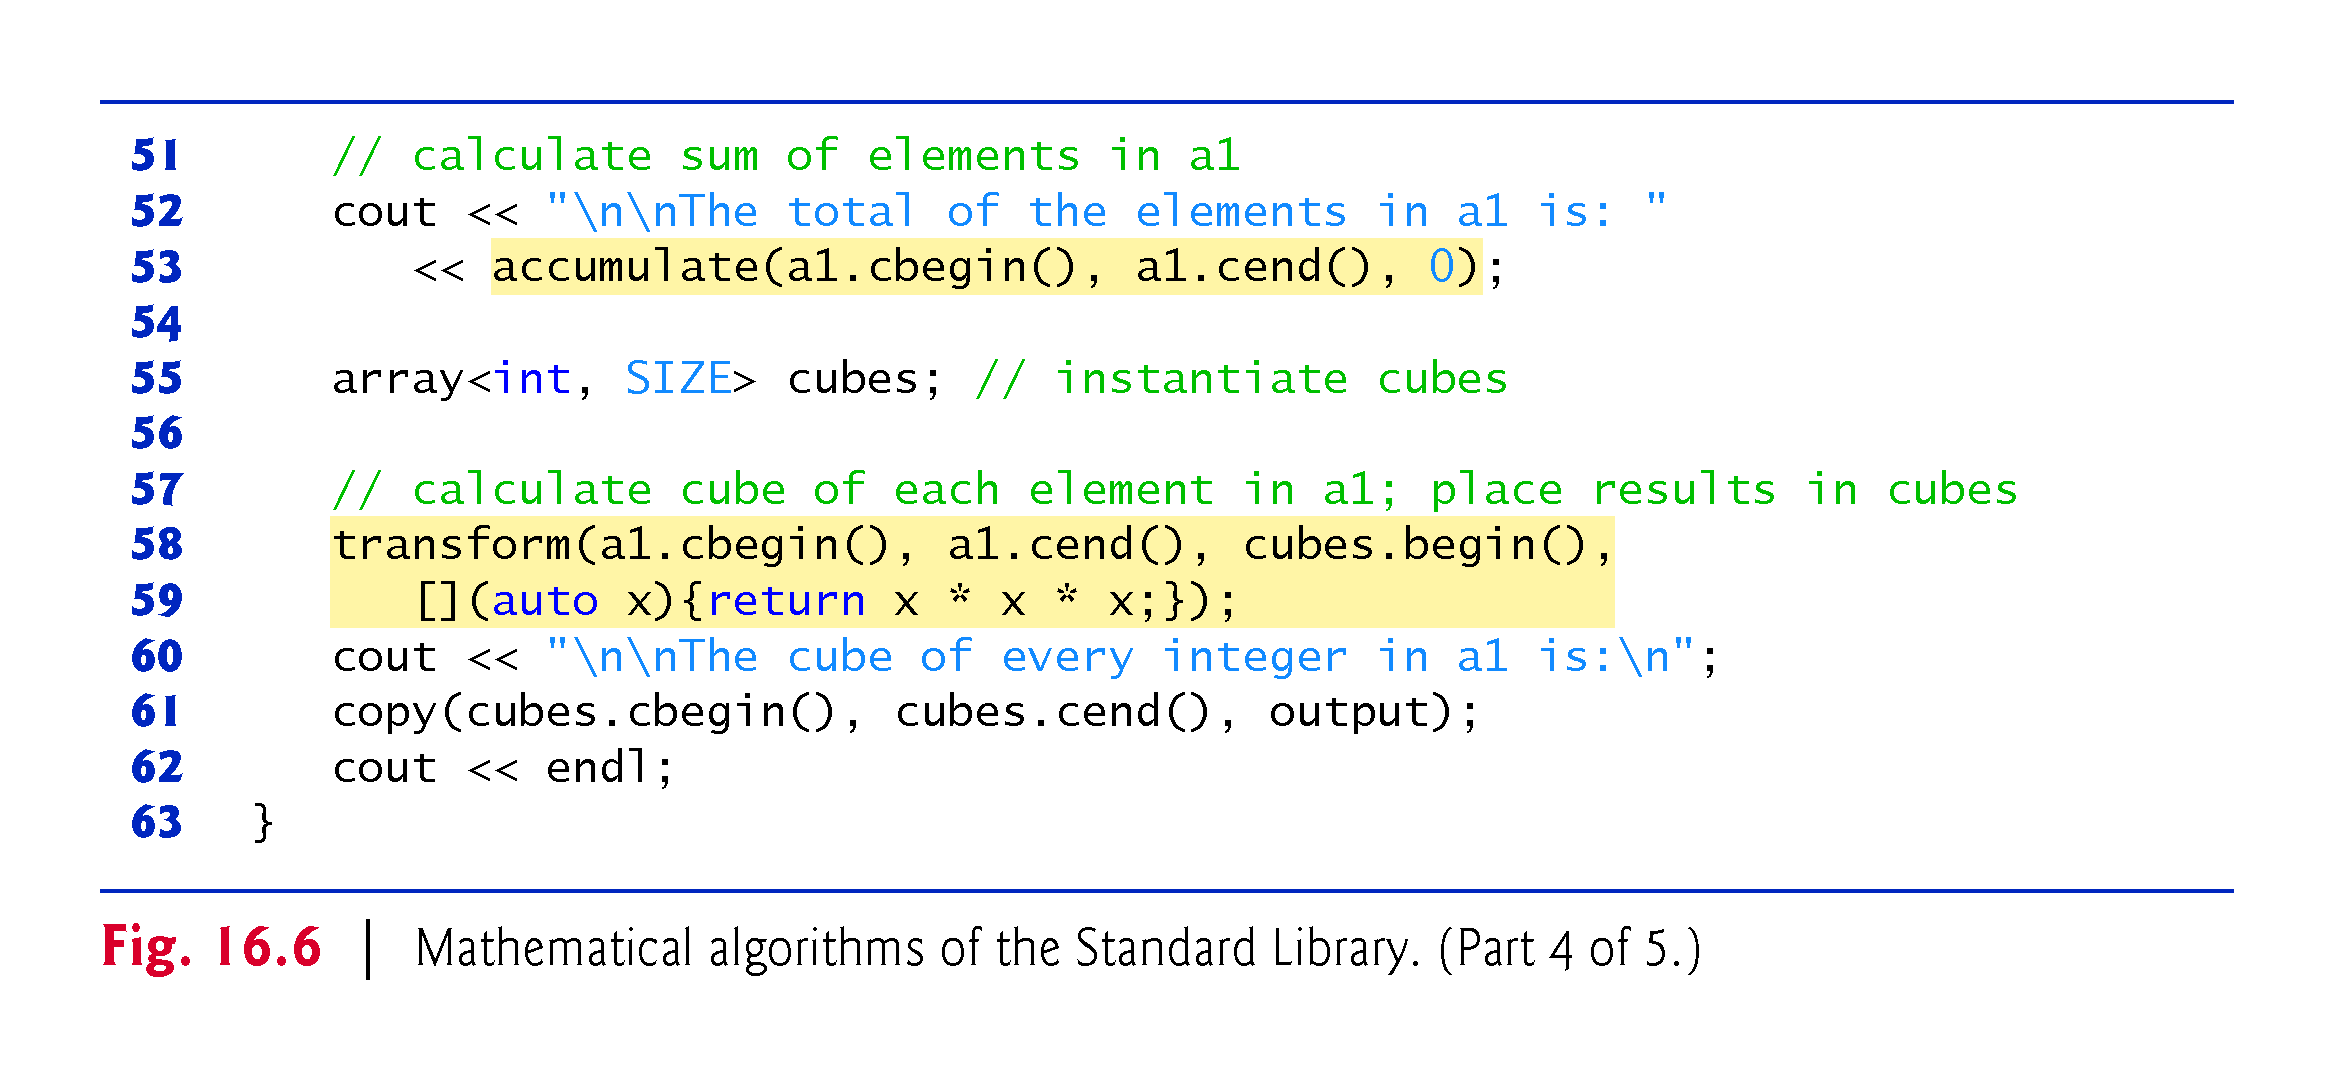 51 // calculate sum of elements in a1
52 cout << "\n\nThe total of the elements in a1 is: "
53 << accumulate(a1.cbegin(), a1.cend(), 0);
54
55 array<int, SIZE> cubes; // instantiate cubes
56
57 // calculate cube of each element in a1; place results in cubes
58 transform(a1.cbegin(), a1.cend(), cubes.begin(),
59 [](auto x){return x * x * x;});
60 cout << "\n\nThe cube of every integer in a1 is:\n";
61 copy(cubes.cbegin(), cubes.cend(), output);
62 cout << endl;
63 }
Fig. 16.6 | Mathematical algorithms of the Standard Library. (Part 4 of 5.)